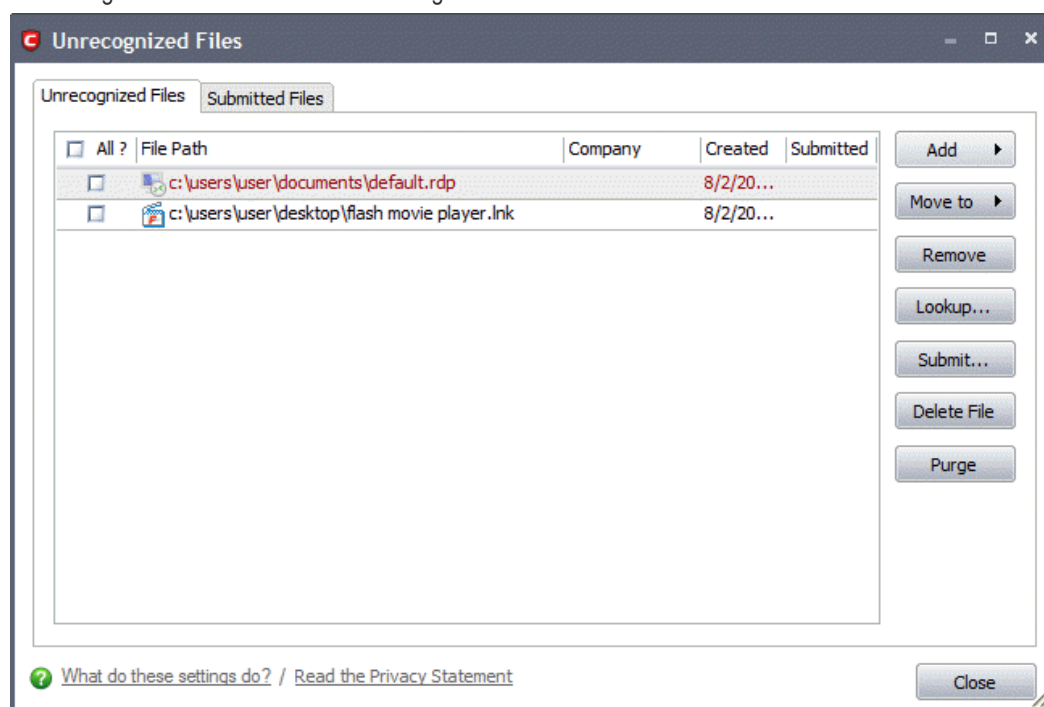 Unrecognized Files
Unrecognized Files Submitted Files
All ? File Path Company Created Submitted
c:\users\user\documents\default.rdp 8/2/20...
c:\users\user\desktop\flash movie player.lnk 8/2/20...
Add
Move to
Remove
Lookup...
Submit...
Delete File
Purge
What do these settings do? / Read the Privacy Statement
Close